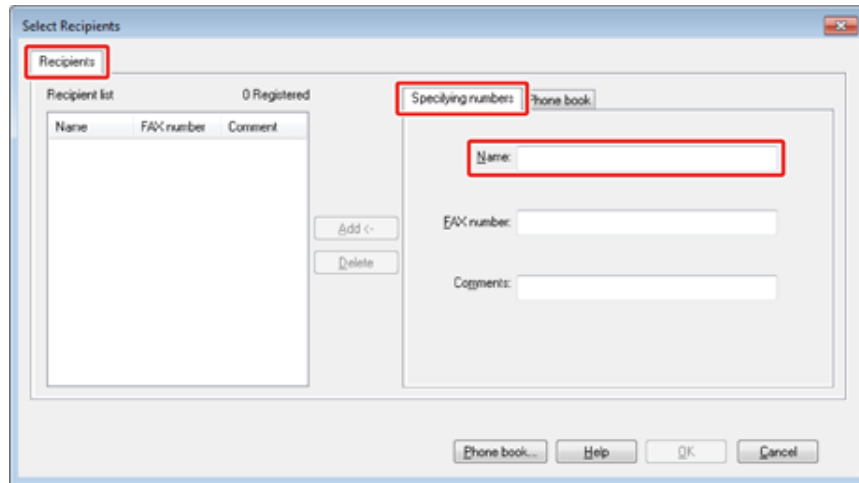 Select Recipients
Recipients
Recipient list 0 Registered
Name FAX number Comment
Add <-
Delete
Specifying numbers Phone book
Name:
FAX number:
Comments:
Phone book... Help OK Cancel